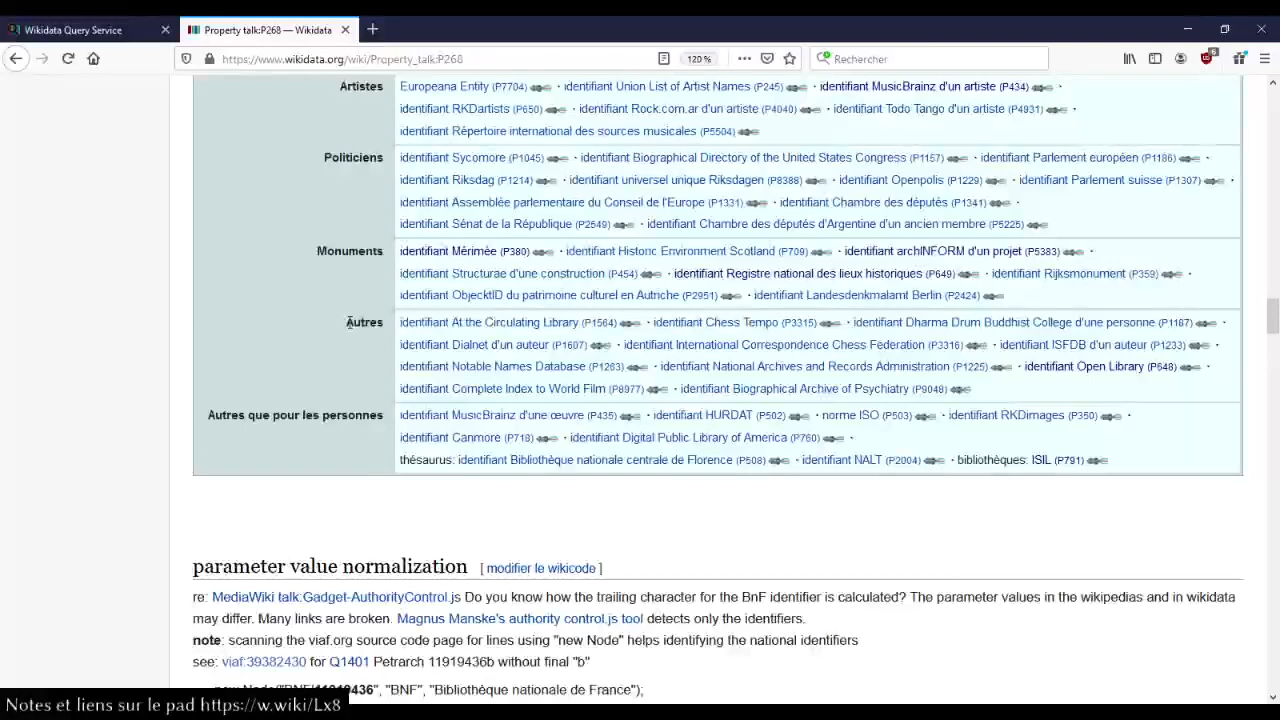 Wikidata Query Service
Property talk:P268 — Wikidata
https://www.wikidata.org/wiki/Property_talk:P268
120 %
Rechercher
6
Artistes
Europeana Entity (P7704) · identifiant Union List of Artist Names (P245) · identifiant MusicBrainz d'un artiste (P434) ·
identifiant RKDartists (P650) · identifiant Rock.com.ar d'un artiste (P4040) · identifiant Todo Tango d'un artiste (P4931) ·
identifiant Répertoire international des sources musicales (P5504)
Politiciens
identifiant Sycomore (P1045) · identifiant Biographical Directory of the United States Congress (P1157) · identifiant Parlement européen (P1186) ·
identifiant Riksdag (P1214) · identifiant universel unique Riksdagen (P8388) · identifiant Openpolis (P1229) · identifiant Parlement suisse (P1307) ·
identifiant Assemblée parlementaire du Conseil de l'Europe (P1331) · identifiant Chambre des députés (P1341) ·
identifiant Sénat de la République (P2549) · identifiant Chambre des députés d'Argentine d'un ancien membre (P5225)
Monuments
identifiant Mérimée (P380) · identifiant Historic Environment Scotland (P709) · identifiant archINFORM d'un projet (P5383) ·
identifiant Structurae d'une construction (P454) · identifiant Registre national des lieux historiques (P649) · identifiant Rijksmonument (P359) ·
identifiant ObjecktID du patrimoine culturel en Autriche (P2951) · identifiant Landesdenkmalamt Berlin (P2424)
Autres
identifiant At the Circulating Library (P1564) · identifiant Chess Tempo (P3315) · identifiant Dharma Drum Buddhist College d'une personne (P1187) ·
identifiant Dialnet d'un auteur (P1607) · identifiant International Correspondence Chess Federation (P3316) · identifiant ISFDB d'un auteur (P1233) ·
identifiant Notable Names Database (P1263) · identifiant National Archives and Records Administration (P1225) · identifiant Open Library (P648) ·
identifiant Complete Index to World Film (P8977) · identifiant Biographical Archive of Psychiatry (P9048)
Autres que pour les personnes
identifiant MusicBrainz d'une œuvre (P435) · identifiant HURDAT (P502) · norme ISO (P503) · identifiant RKDimages (P350) ·
identifiant Canmore (P718) · identifiant Digital Public Library of America (P760) ·
thésaurus: identifiant Bibliothèque nationale centrale de Florence (P508) · identifiant NALT (P2004) · bibliothèques: ISIL (P791)
parameter value normalization [ modifier le wikicode ]
re: MediaWiki talk:Gadget-AuthorityControl.js Do you know how the trailing character for the BnF identifier is calculated? The parameter values in the wikipedias and in wikidata
may differ. Many links are broken. Magnus Manske's authority control.js tool detects only the identifiers.
note: scanning the viaf.org source code page for lines using "new Node" helps identifying the national identifiers
see: viaf:39382430 for Q1401 Petrarch 11919436b without final "b"
new Node("BNF|11919436", "BNF", "Bibliothèque nationale de France");
Notes et liens sur le pad https://w.wiki/Lx8